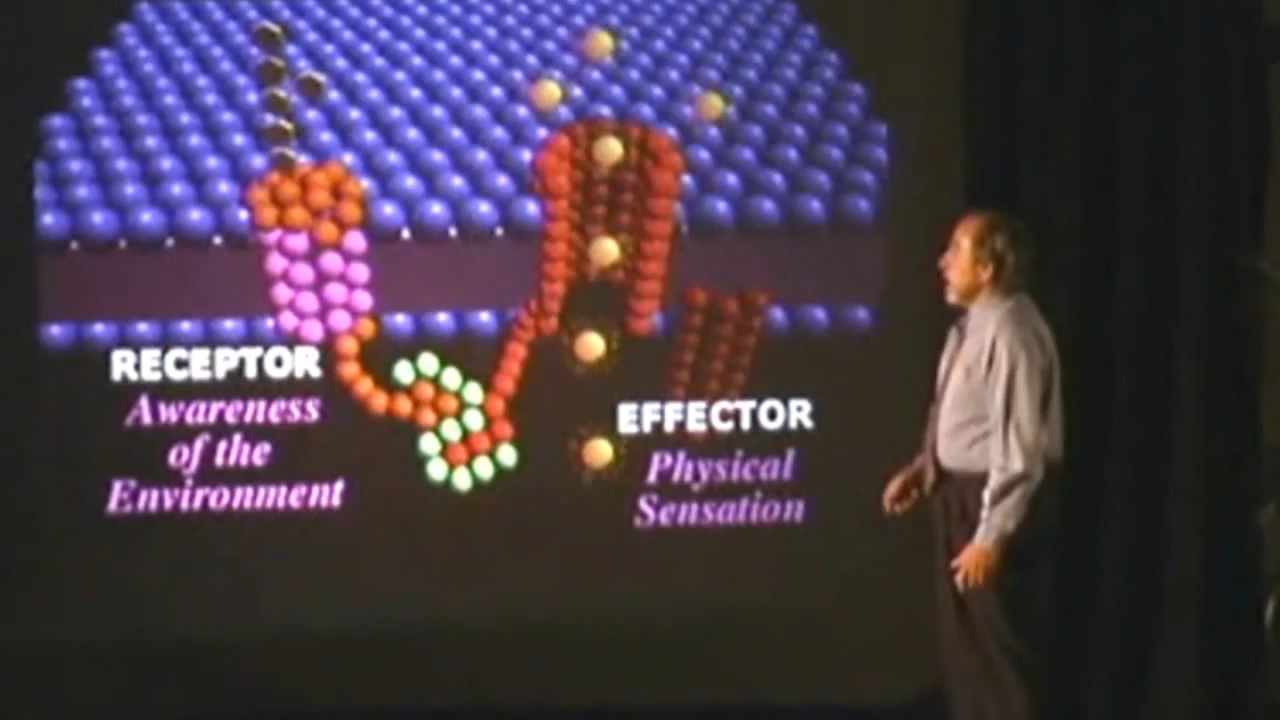 RECEPTOR
Awareness
of the
Environment
EFFECTOR
Physical
Sensation